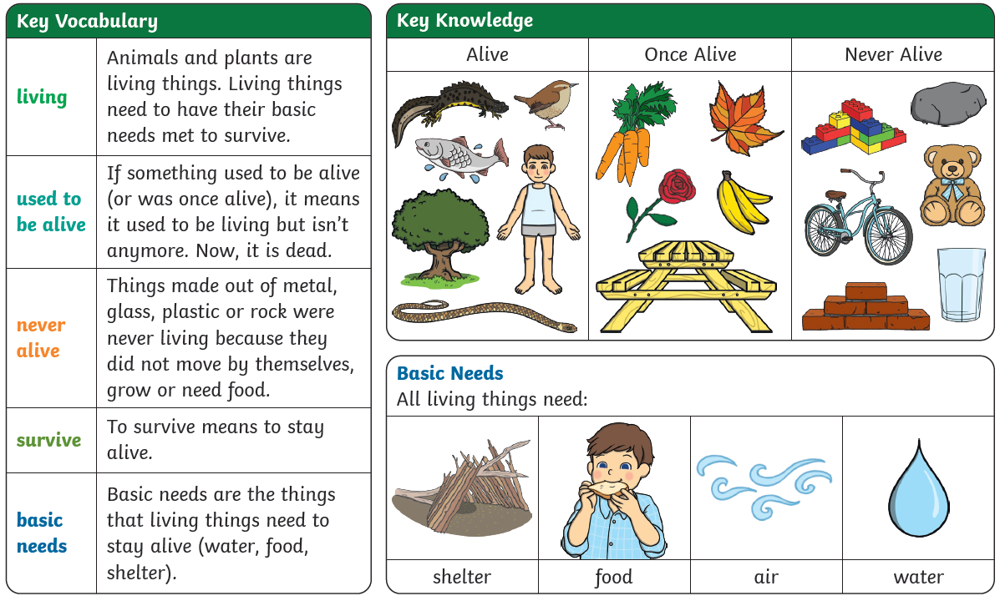 Key Vocabulary
living
Animals and plants are
living things. Living things
need to have their basic
needs met to survive.
used to
be alive
If something used to be alive
(or was once alive), it means
it used to be living but isn't
anymore. Now, it is dead.
never
alive
Things made out of metal,
glass, plastic or rock were
never living because they
did not move by themselves,
grow or need food.
survive
To survive means to stay
alive.
basic
needs
Basic needs are the things
that living things need to
stay alive (water, food,
shelter).
Key Knowledge
Alive
Once Alive
Never Alive
Basic Needs
All living things need:
shelter
food
air
water